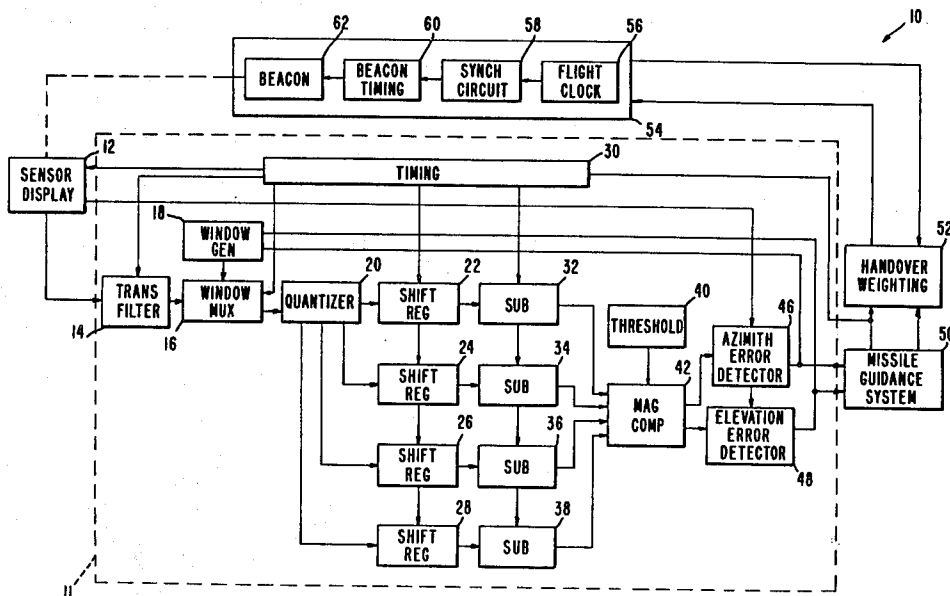 10
62
60
58
56
BEACON
BEACON
TIMING
SYNCH
CIRCUIT
FLIGHT
CLOCK
54
12
SENSOR
DISPLAY
30
TIMING
18
WINDOW
GEN
52
HANDOVER
WEIGHTING
TRANS
FILTER
14
WINDOW
MUX
16
20
QUANTIZER
22
SHIFT
REG
32
SUB
40
THRESHOLD
46
AZIMITH
ERROR
DETECTOR
50
MISSILE
GUIDANCE
SYSTEM
24
SHIFT
REG
34
SUB
42
MAG
COMP
ELEVATION
ERROR
DETECTOR
48
26
SHIFT
REG
36
SUB
28
SHIFT
REG
38
SUB
11